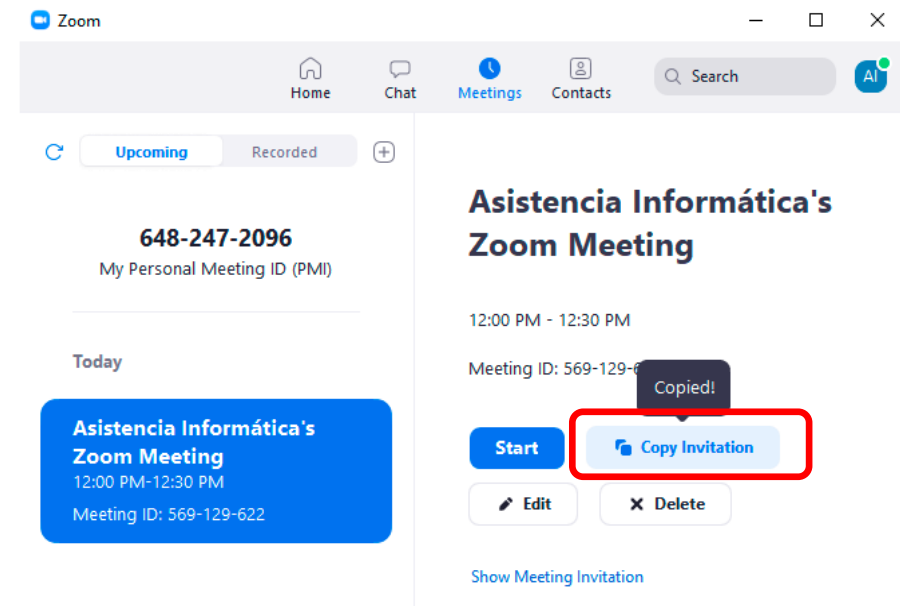 Zoom
Home
Chat
Meetings
Contacts
Search
AI
Upcoming
Recorded
648-247-2096
My Personal Meeting ID (PMI)
Today
Asistencia Informática's
Zoom Meeting
12:00 PM-12:30 PM
Meeting ID: 569-129-622
Asistencia Informática's
Zoom Meeting
12:00 PM - 12:30 PM
Meeting ID: 569-129-6
Copied!
Start
Copy Invitation
Edit
Delete
Show Meeting Invitation